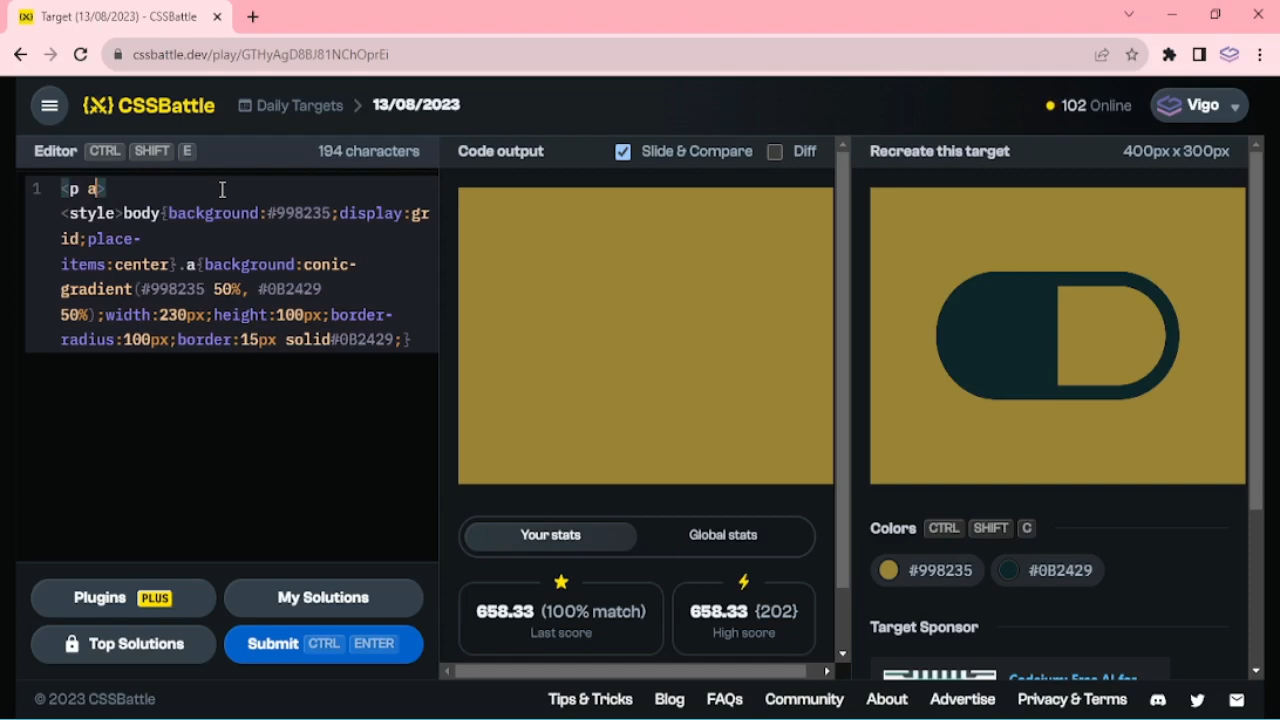 Target (13/08/2023) - CSSBattle
cssbattle.dev/play/GTHyAgD8BJ81NChOprEi
{X} CSSBattle
Daily Targets > 13/08/2023
102 Online
Vigo
Editor CTRL SHIFT E 194 characters
Code output
Slide & Compare
Diff
Recreate this target 400px x 300px
1 <p a>
<style>body{background:#998235;display:gr
id;place-
items:center}.a{background:conic-
gradient(#998235 50%, #0B2429
50%);width:230px;height:100px;border-
radius:100px;border:15px solid#0B2429;}
Your stats
Global stats
658.33 (100% match)
Last score
658.33 {202}
High score
Colors CTRL SHIFT C
#998235
#0B2429
Target Sponsor
Codeium: Free AI for
Plugins PLUS
My Solutions
Top Solutions
Submit CTRL ENTER
© 2023 CSSBattle
Tips & Tricks
Blog
FAQs
Community
About
Advertise
Privacy & Terms